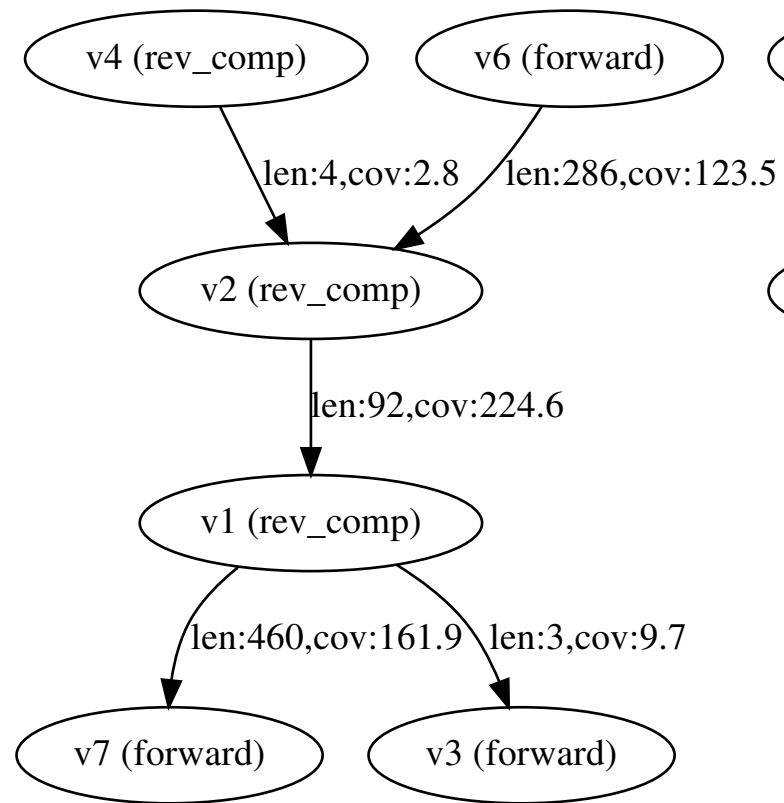 v4 (rev_comp)
v6 (forward)
len:4,cov:2.8
len:286,cov:123.5
v2 (rev_comp)
len:92,cov:224.6
v1 (rev_comp)
len:460,cov:161.9
len:3,cov:9.7
v7 (forward)
v3 (forward)